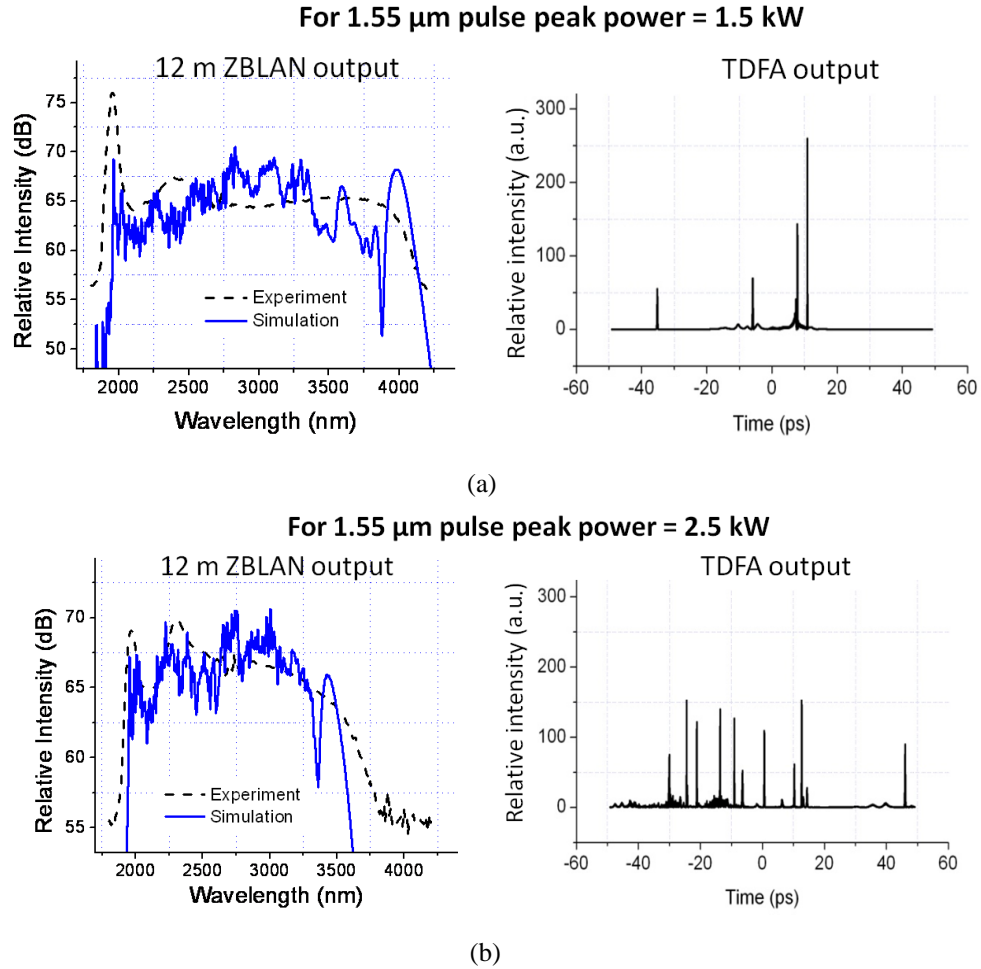 For 1.55 µm pulse peak power = 1.5 kW
12 m ZBLAN output
Relative Intensity (dB)
75
70
65
60
55
50
Experiment
Simulation
2000 2500 3000 3500 4000
Wavelength (nm)
TDFA output
Relative intensity (a.u.)
300
200
100
0
-60 -40 -20 0 20 40 60
Time (ps)
(a)
For 1.55 µm pulse peak power = 2.5 kW
12 m ZBLAN output
Relative Intensity (dB)
70
65
60
55
Experiment
Simulation
2000 2500 3000 3500 4000
Wavelength (nm)
TDFA output
Relative intensity (a.u.)
300
200
100
0
-60 -40 -20 0 20 40 60
Time (ps)
(b)